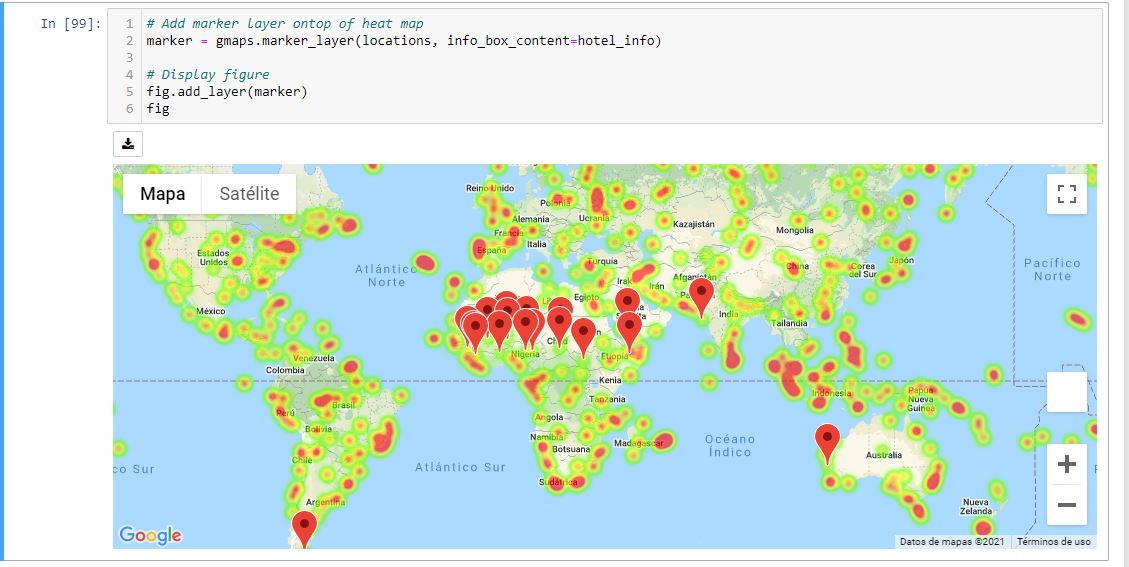 In [99]:
1 # Add marker layer ontop of heat map
2 marker = gmaps.marker_layer(locations, info_box_content=hotel_info)
3
4 # Display figure
5 fig.add_layer(marker)
6 fig
Mapa Satélite
Reino Unido
Polonia
Alemania
Ucrania
Francia
Kazajistán
Mongolia
Italia
España
Estados
Unidos
Turquía
China
Corea
del Sur
Japón
Pacífico
Norte
Atlántico
Norte
Irak
Irán
Afganistán
Egipto
México
India
Tailandia
Chad
Nigeria
Etiopía
Venezuela
Colombia
Kenia
Indonesia
Papúa
Nueva
Guinea
Tanzania
Perú
Brasil
Angola
Bolivia
Namibia
Botsuana
Madagascar
Océano
Índico
Australia
Chile
Atlántico Sur
co Sur
Sudáfrica
Argentina
Nueva
Zelanda
Google
Datos de mapas ©2021 Términos de uso